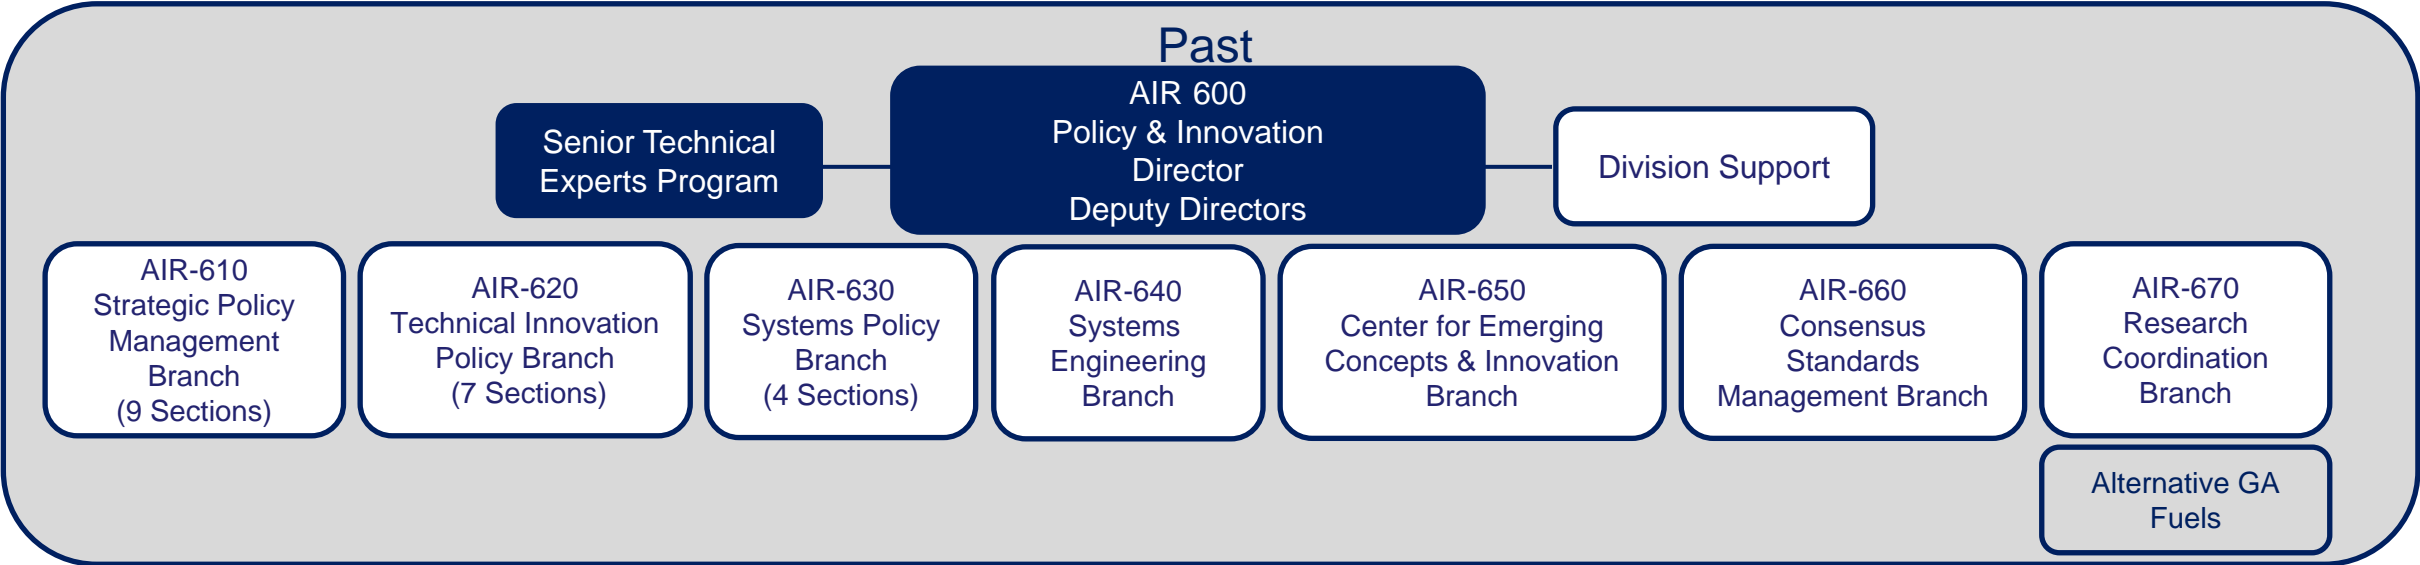 Past
AIR 600
Policy & Innovation
Director
Deputy Directors
Senior Technical
Experts Program
Division Support
AIR-610
Strategic Policy
Management
Branch
(9 Sections)
AIR-620
Technical Innovation
Policy Branch
(7 Sections)
AIR-630
Systems Policy
Branch
(4 Sections)
AIR-640
Systems
Engineering
Branch
AIR-650
Center for Emerging
Concepts & Innovation
Branch
AIR-660
Consensus
Standards
Management Branch
AIR-670
Research
Coordination
Branch
Alternative GA
Fuels